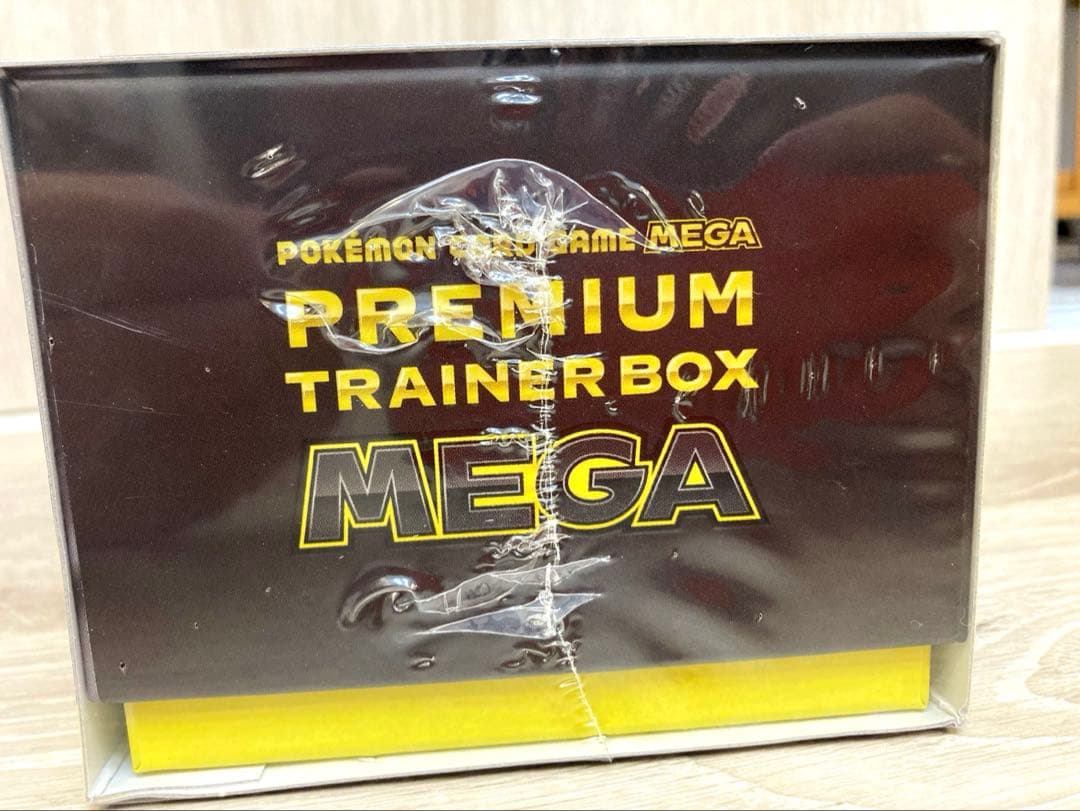 POKÉMON CARD GAME MEGA
PREMIUM
TRAINER BOX
MEGA